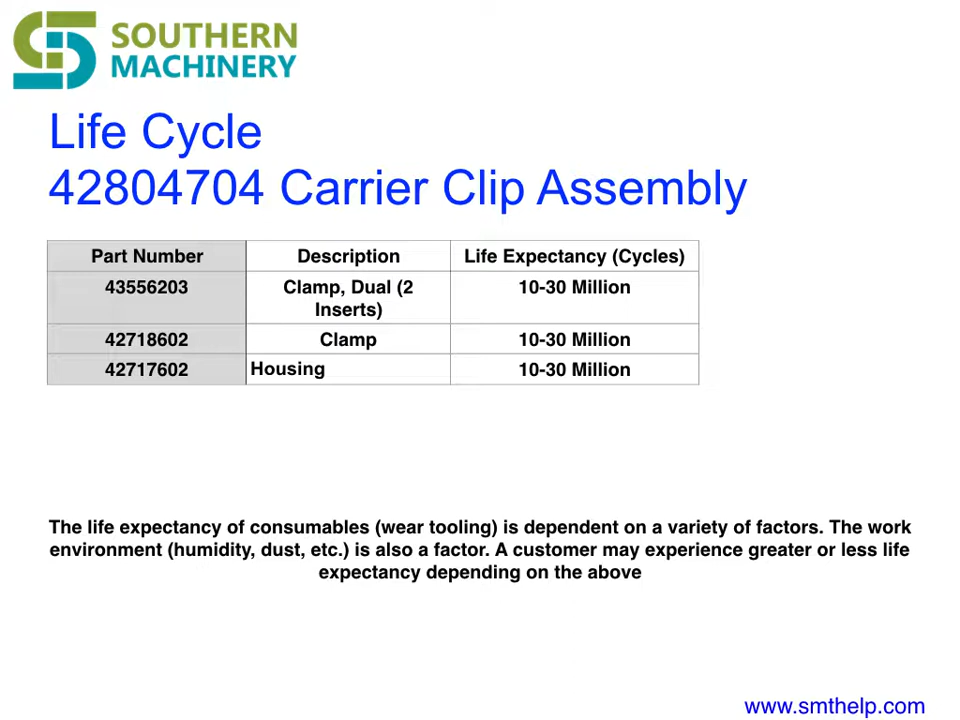 SOUTHERN
MACHINERY
Life Cycle
42804704 Carrier Clip Assembly
Part Number Description Life Expectancy (Cycles)
43556203 Clamp, Dual (2 10-30 Million
Inserts)
42718602 Clamp 10-30 Million
42717602 Housing 10-30 Million
The life expectancy of consumables (wear tooling) is dependent on a variety of factors. The work
environment (humidity, dust, etc.) is also a factor. A customer may experience greater or less life
expectancy depending on the above
www.smthelp.com